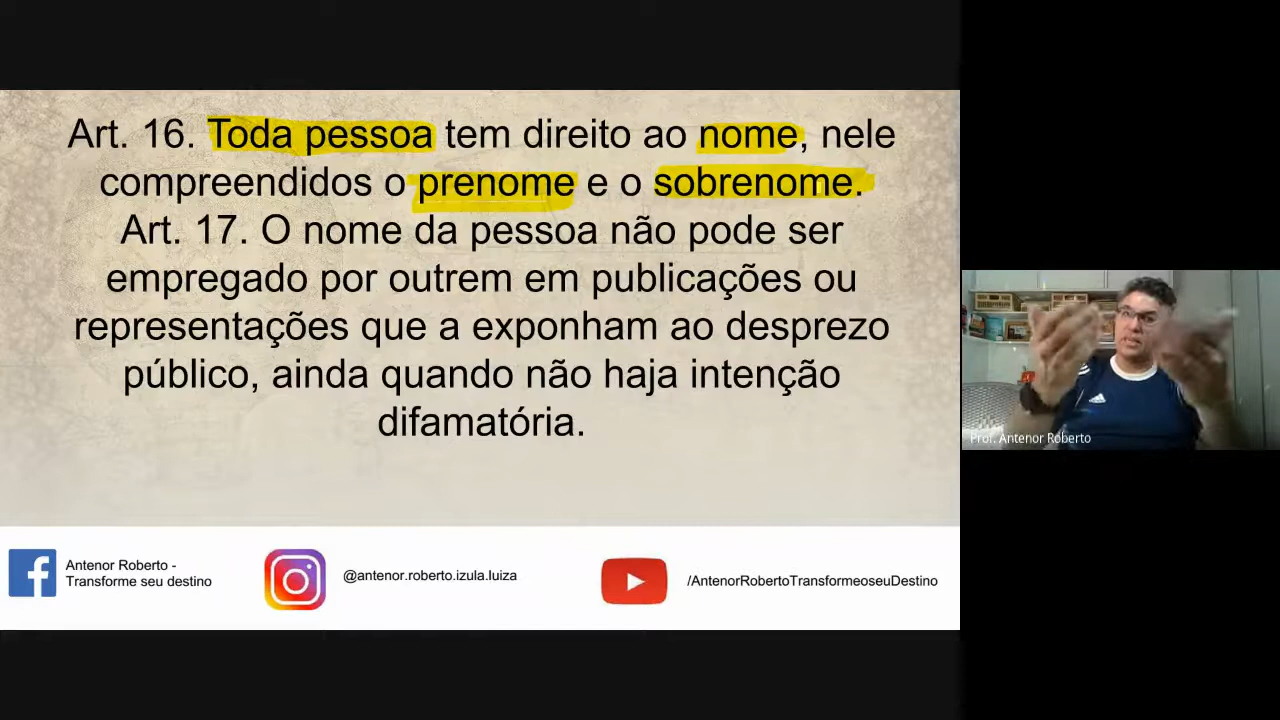 Art. 16. Toda pessoa tem direito ao nome, nele
compreendidos o prenome e o sobrenome.
Art. 17. O nome da pessoa não pode ser
empregado por outrem em publicações ou
representações que a exponham ao desprezo
público, ainda quando não haja intenção
difamatória.
Prof. Antenor Roberto
Antenor Roberto -
Transforme seu destino
@antenor.roberto.izula.luiza
/AntenorRobertoTransformeoseuDestino